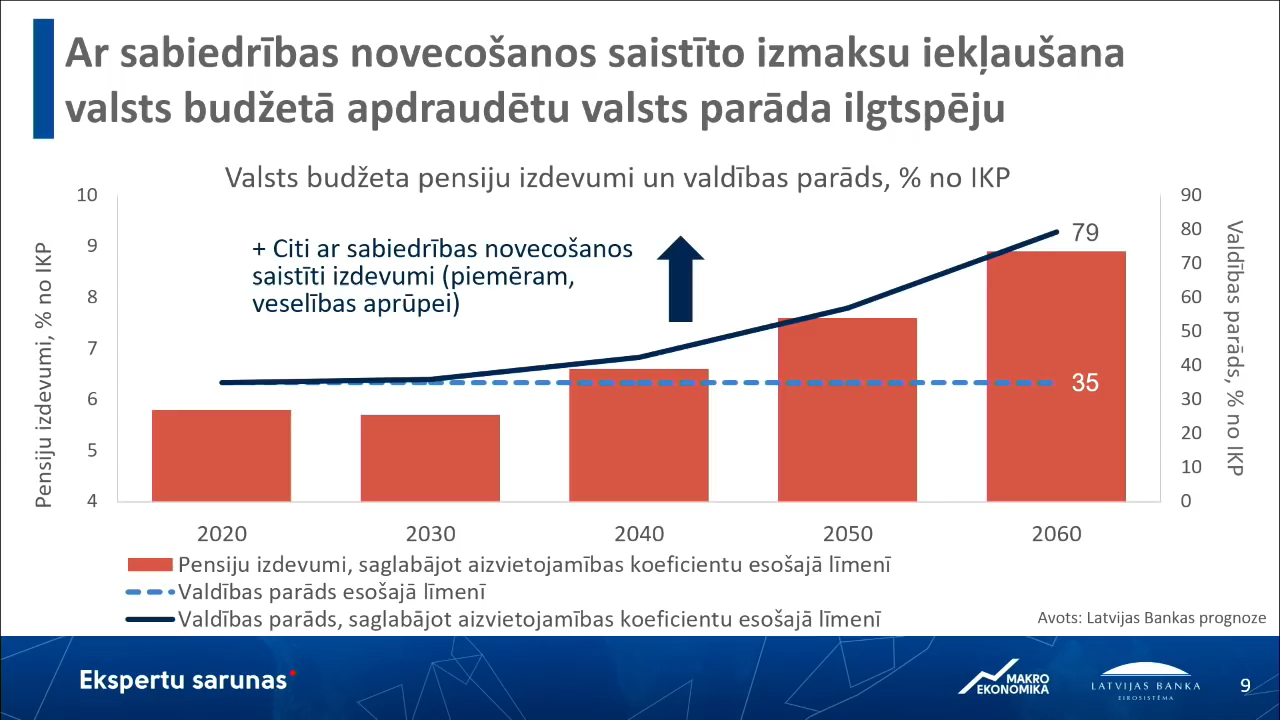 Ar sabiedrības novecošanos saistīto izmaksu iekļaušana
valsts budžetā apdraudētu valsts parāda ilgtspēju
Valsts budžeta pensiju izdevumi un valdības parāds, % no IKP
Pensiju izdevumi, % no IKP
10
9
8
7
6
5
4
+ Citi ar sabiedrības novecošanos
saistīti izdevumi (piemēram,
veselības aprūpei)
79
35
90
80
70
60
50
40
30
20
10
0
Valdības parāds, % no IKP
2020
2030
2040
2050
2060
Pensiju izdevumi, saglabājot aizvietojamības koeficientu esošajā līmenī
Valdības parāds esošajā līmenī
Valdības parāds, saglabājot aizvietojamības koeficientu esošajā līmenī
Avots: Latvijas Bankas prognoze
Ekspertu sarunas
MAKRO
EKONOMIKA
LATVIJAS BANKA
EIROSISTĒMA
9